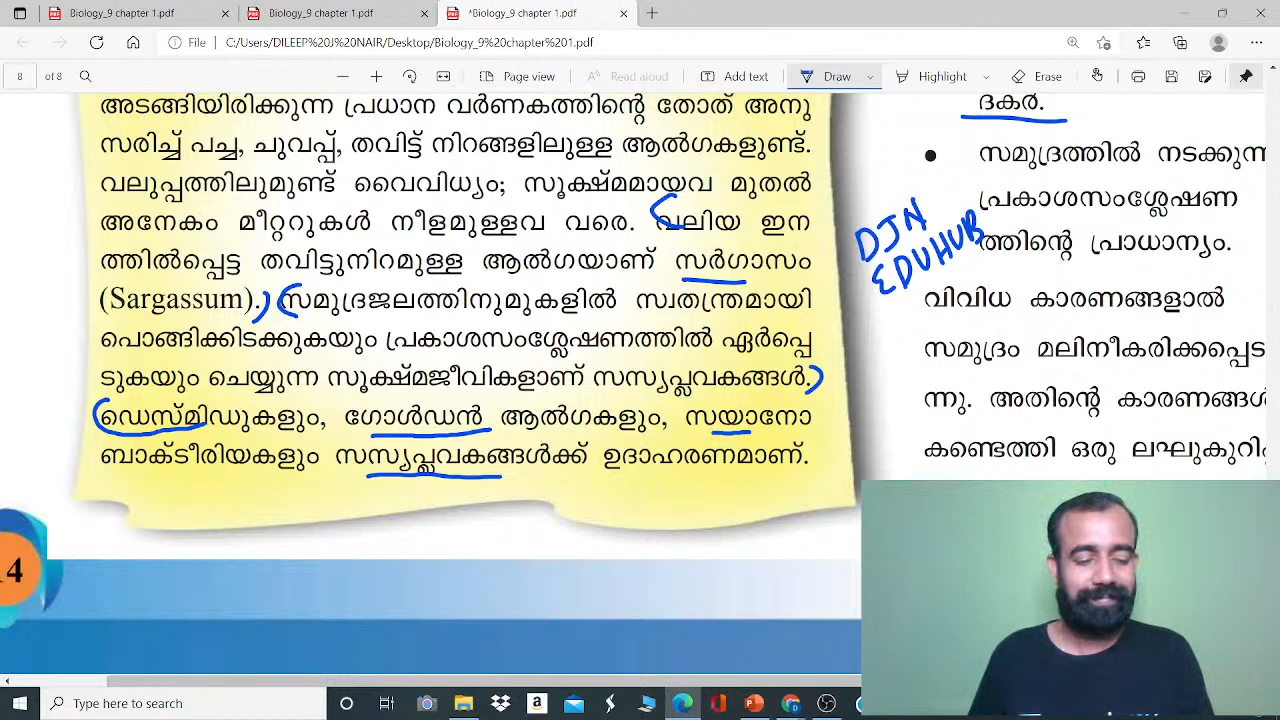 Biology_9 chapter 1.pdf
Biology_9 chapter 1.pdf
*Biology_9 chapter 1.pdf
File C:/Users/DILEEP%20J%20NAIR/Desktop/Biology_9%20chapter%201.pdf
8 of 8 Page view Read aloud Add text Draw Highlight Erase
അടങ്ങിയിരിക്കുന്ന പ്രധാന വർണകത്തിന്റെ തോത് അനു
സരിച്ച് പച്ച, ചുവപ്പ്, തവിട്ട് നിറങ്ങളിലുള്ള ആൽഗകളുണ്ട്.
വലുപ്പത്തിലുമുണ്ട് വൈവിധ്യം; സൂക്ഷ്മമായവ മുതൽ
അനേകം മീറ്ററുകൾ നീളമുള്ളവ വരെ. വലിയ ഇന
ത്തിൽപ്പെട്ട തവിട്ടുനിറമുള്ള ആൽഗയാണ് സർഗാസം
(Sargassum). സമുദ്രജലത്തിനുമുകളിൽ സ്വതന്ത്രമായി
പൊങ്ങിക്കിടക്കുകയും പ്രകാശസംശ്ലേഷണത്തിൽ ഏർപ്പെ
ടുകയും ചെയ്യുന്ന സൂക്ഷ്മജീവികളാണ് സസ്യപ്ലവകങ്ങൾ.
ഡെസ്മിഡുകളും, ഗോൾഡൻ ആൽഗകളും, സയാനോ
ബാക്ടീരിയകളും സസ്യപ്ലവകങ്ങൾക്ക് ഉദാഹരണമാണ്.
14
ദകർ.
• സമുദ്രത്തിൽ നടക്കുന്ന
പ്രകാശസംശ്ലേഷണ
ത്തിന്റെ പ്രാധാന്യം.
DJN
EDUHUB
വിവിധ കാരണങ്ങളാൽ
സമുദ്രം മലിനീകരിക്കപ്പെട
ന്നു. അതിന്റെ കാരണങ്ങൾ
കണ്ടെത്തി ഒരു ലഘുകുറി
Type here to search